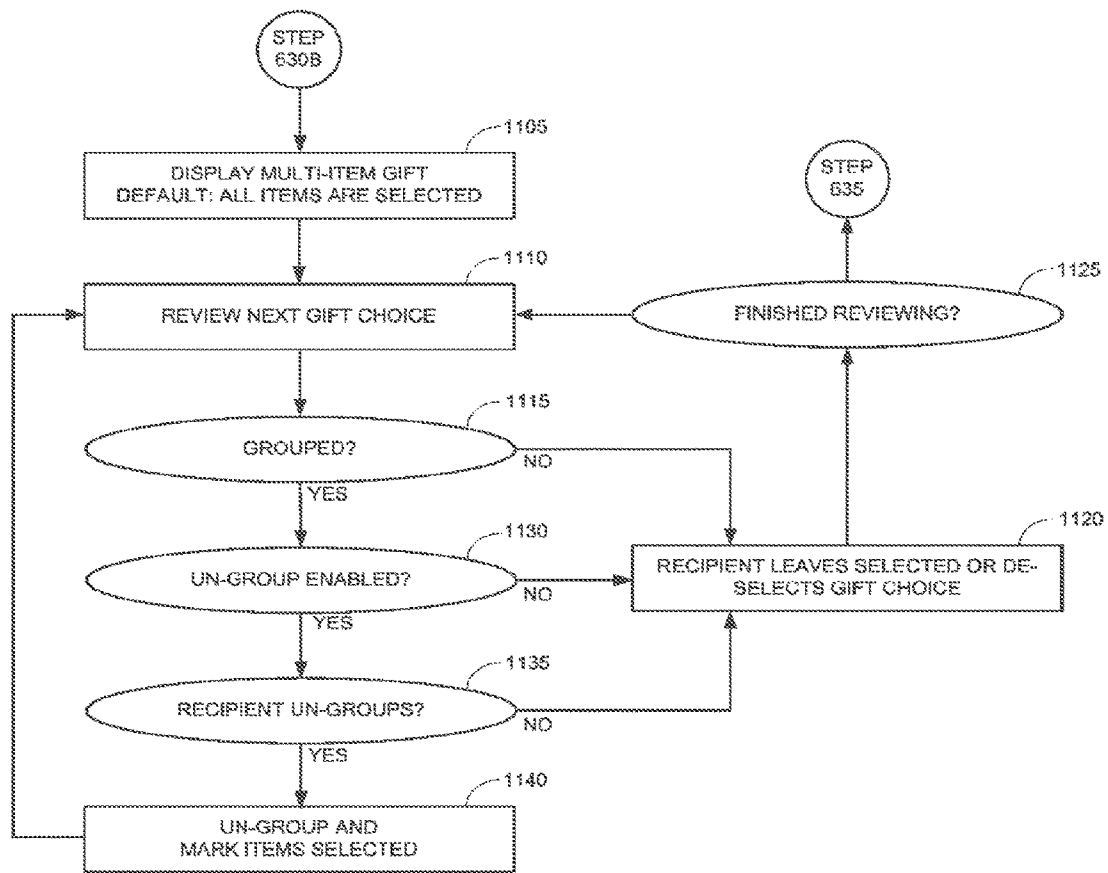 STEP
630B
1105
DISPLAY MULTI-ITEM GIFT
DEFAULT: ALL ITEMS ARE SELECTED
STEP
635
1110
REVIEW NEXT GIFT CHOICE
1125
FINISHED REVIEWING?
1115
GROUPED?
NO
YES
1130
UN-GROUP ENABLED?
NO
YES
1120
RECIPIENT LEAVES SELECTED OR DE-
SELECTS GIFT CHOICE
1135
RECIPIENT UN-GROUPS?
NO
YES
1140
UN-GROUP AND
MARK ITEMS SELECTED